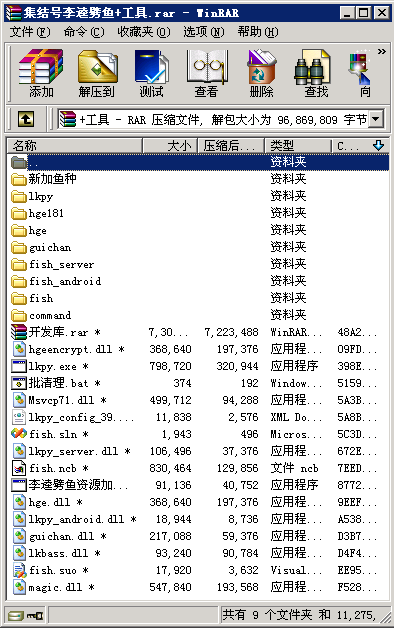 集结号李逵劈鱼+工具.rar - WinRAR
文件(F) 命令(C) 收藏夹(O) 选项(N) 帮助(H)
添加 解压到 测试 查看 删除 查找 向 »
+工具 - RAR 压缩文件, 解包大小为 96,869,809 字节
名称 大小 压缩后... 类型 C...
.. 资料夹
新加鱼种 资料夹
lkpy 资料夹
hge181 资料夹
hge 资料夹
guichan 资料夹
fish_server 资料夹
fish_android 资料夹
fish 资料夹
command 资料夹
开发库.rar * 7,30... 7,223,488 WinRAR... 48A2...
hgeencrypt.dll * 368,640 197,376 应用程... 09FD...
lkpy.exe * 798,720 320,944 应用程序 398E...
批清理.bat * 374 192 Window... 5159...
Msvcp71.dll * 499,712 94,288 应用程... 5A3B...
lkpy_config_39... 11,838 2,576 XML Do... 5A8B...
fish.sln * 1,943 496 Micros... 5C3D...
lkpy_server.dll * 106,496 37,376 应用程... 672E...
fish.ncb * 830,464 129,856 文件 ncb 7EED...
李逵劈鱼资源加... 91,136 40,752 应用程序 8772...
hge.dll * 368,640 197,376 应用程... 9EEF...
lkpy_android.dll * 18,944 8,736 应用程... A538...
guichan.dll * 217,088 59,376 应用程... D3B7...
lkbass.dll * 93,240 90,784 应用程... D4F4...
fish.suo * 17,920 3,632 Visual... EE95...
magic.dll * 547,840 193,568 应用程... F528...
共有 9 个文件夹 和 11,275,